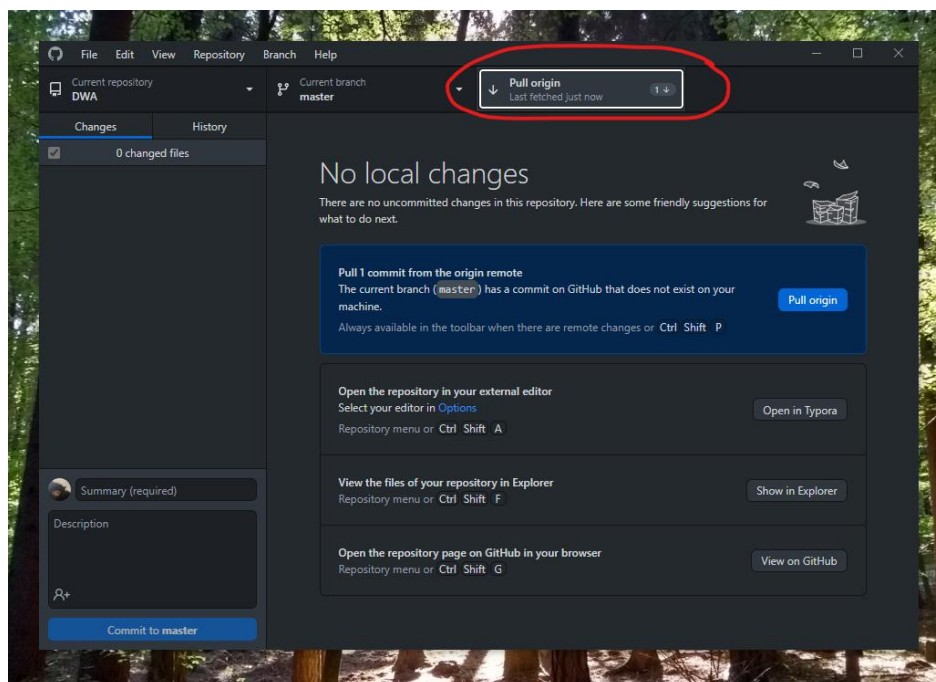 File Edit View Repository Branch Help
Current repository
DWA
Current branch
master
Pull origin
Last fetched just now
1
Changes History
0 changed files
No local changes
There are no uncommitted changes in this repository. Here are some friendly suggestions for
what to do next.
Pull 1 commit from the origin remote
The current branch (master) has a commit on GitHub that does not exist on your
machine.
Always available in the toolbar when there are remote changes or Ctrl Shift P
Pull origin
Open the repository in your external editor
Select your editor in Options
Repository menu or Ctrl Shift A
Open in Typora
View the files of your repository in Explorer
Repository menu or Ctrl Shift F
Show in Explorer
Open the repository page on GitHub in your browser
Repository menu or Ctrl Shift G
View on GitHub
Summary (required)
Description
Commit to master